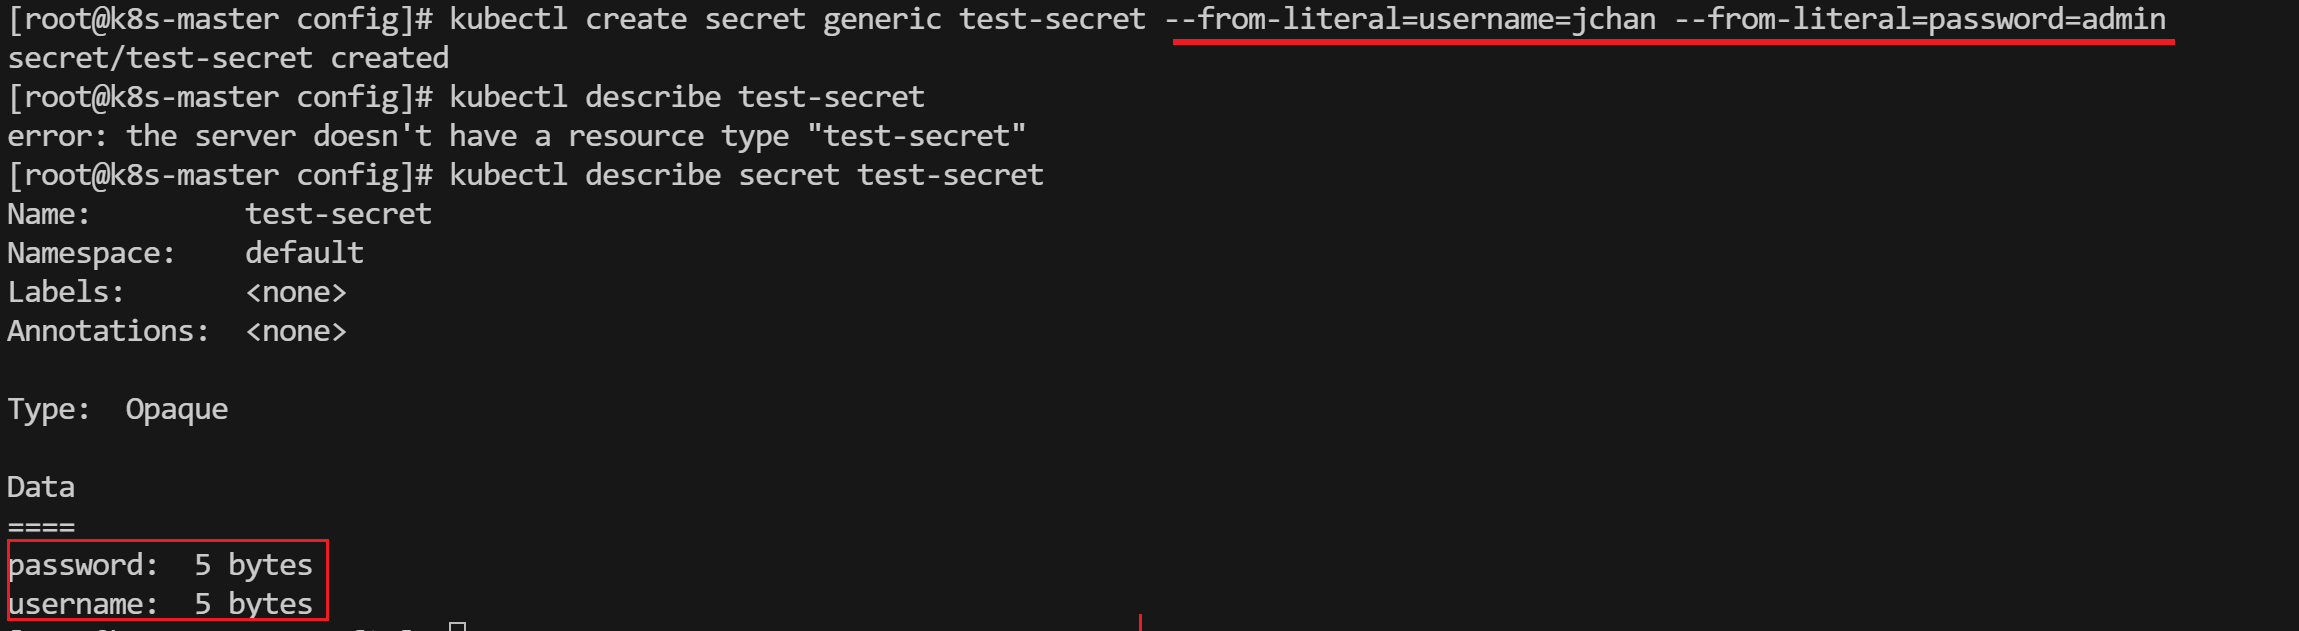 [root@k8s-master config]# kubectl create secret generic test-secret --from-literal=username=jchan --from-literal=password=admin
secret/test-secret created
[root@k8s-master config]# kubectl describe test-secret
error: the server doesn't have a resource type "test-secret"
[root@k8s-master config]# kubectl describe secret test-secret
Name:         test-secret
Namespace:    default
Labels:       <none>
Annotations:  <none>
Type:  Opaque
Data
====
password:  5 bytes
username:  5 bytes